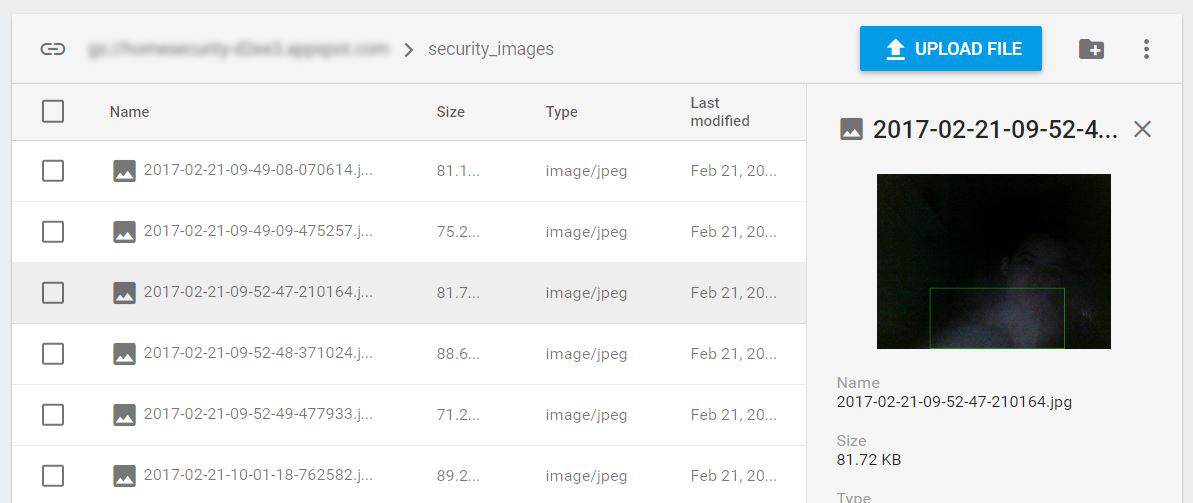 security_images
UPLOAD FILE
Name Size Type Last modified
2017-02-21-09-49-08-070614.j... 81.1... image/jpeg Feb 21, 20...
2017-02-21-09-49-09-475257.j... 75.2... image/jpeg Feb 21, 20...
2017-02-21-09-52-47-210164.j... 81.7... image/jpeg Feb 21, 20...
2017-02-21-09-52-48-371024.j... 88.6... image/jpeg Feb 21, 20...
2017-02-21-09-52-49-477933.j... 71.2... image/jpeg Feb 21, 20...
2017-02-21-10-01-18-762582.j... 89.2... image/jpeg Feb 21, 20...
2017-02-21-09-52-4...
Name
2017-02-21-09-52-47-210164.jpg
Size
81.72 KB
Type